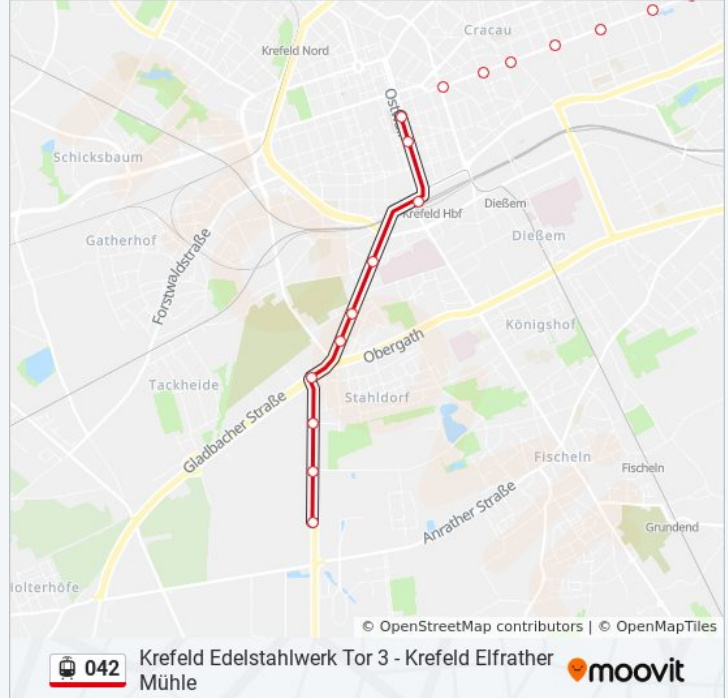 Cracau
Krefeld Nord
Ostwall
Schicksbaum
Dießem
Krefeld Hbf
Gatherhof
Dießem
Forstwaldstraße
Königshof
Obergath
Tackheide
Stahldorf
Gladbacher Straße
Fischeln
Fischeln
Anrather Straße
Grundend
Holterhöfe
© OpenStreetMap contributors | © OpenMapTiles
042
Krefeld Edelstahlwerk Tor 3 - Krefeld Elfrather
Mühle
moovit